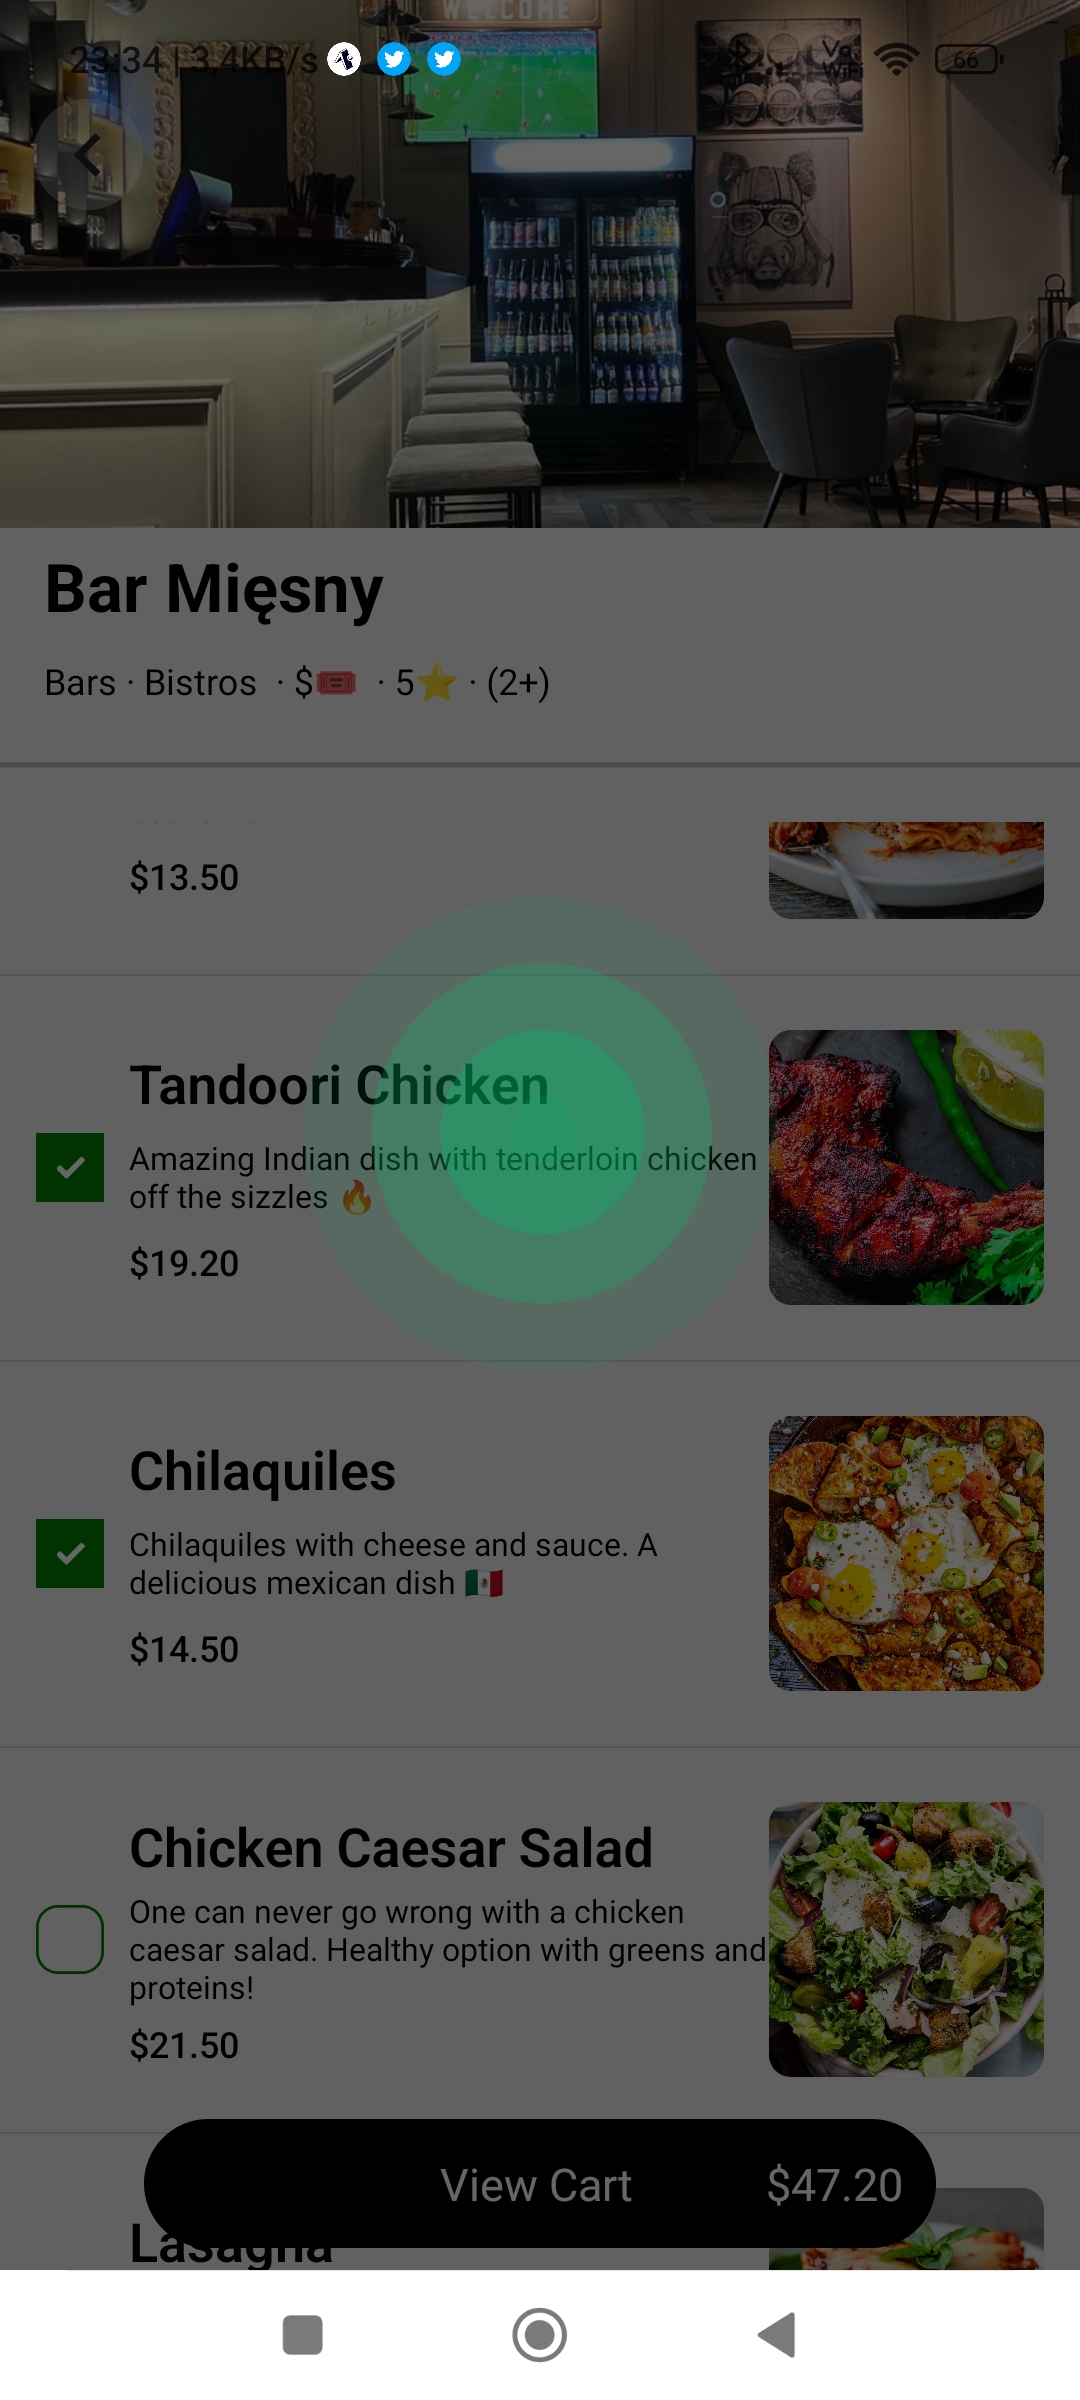 WELCOME
23:34 | 3,4KB/s
Vo
WiFi
66
Bar Mięsny
Bars · Bistros · $🎟️ · 5⭐ · (2+)
$13.50
Tandoori Chicken
Amazing Indian dish with tenderloin chicken
off the sizzles 🔥
$19.20
Chilaquiles
Chilaquiles with cheese and sauce. A
delicious mexican dish 🇲🇽
$14.50
Chicken Caesar Salad
One can never go wrong with a chicken
caesar salad. Healthy option with greens and
proteins!
$21.50
View Cart $47.20
Lasagna